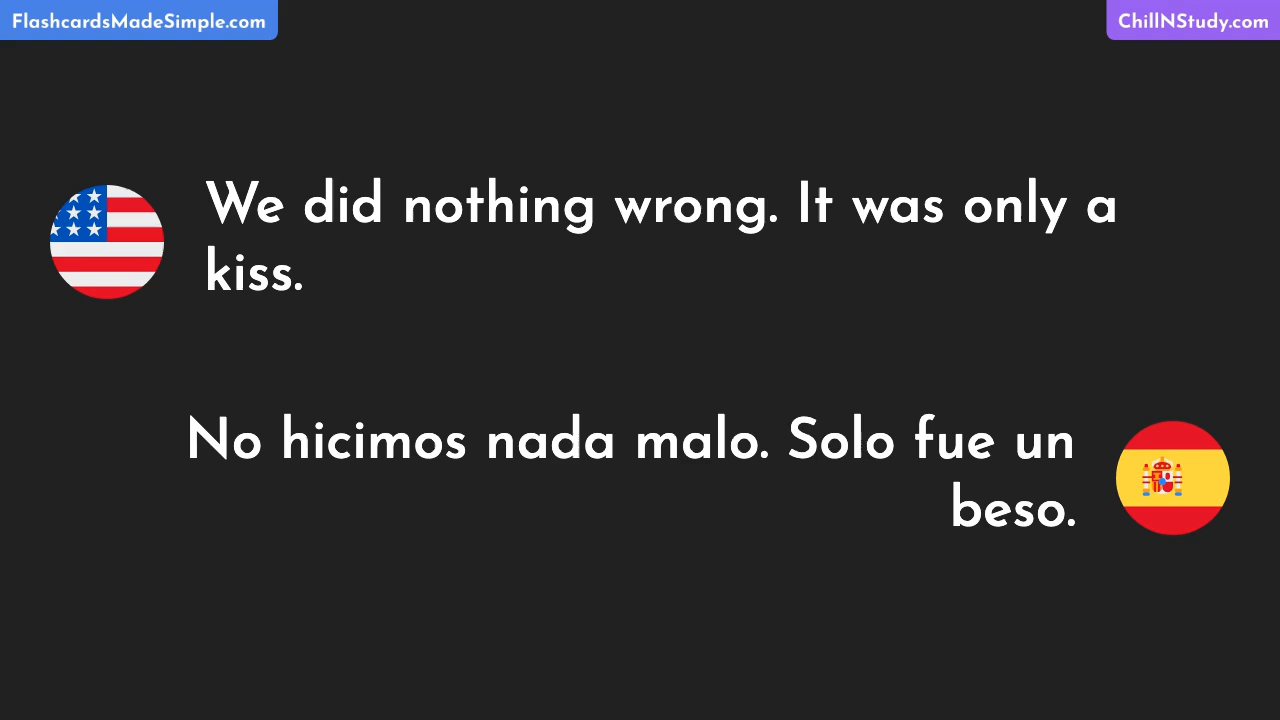 FlashcardsMadeSimple.com
ChillNStudy.com
We did nothing wrong. It was only a
kiss.
No hicimos nada malo. Solo fue un
beso.